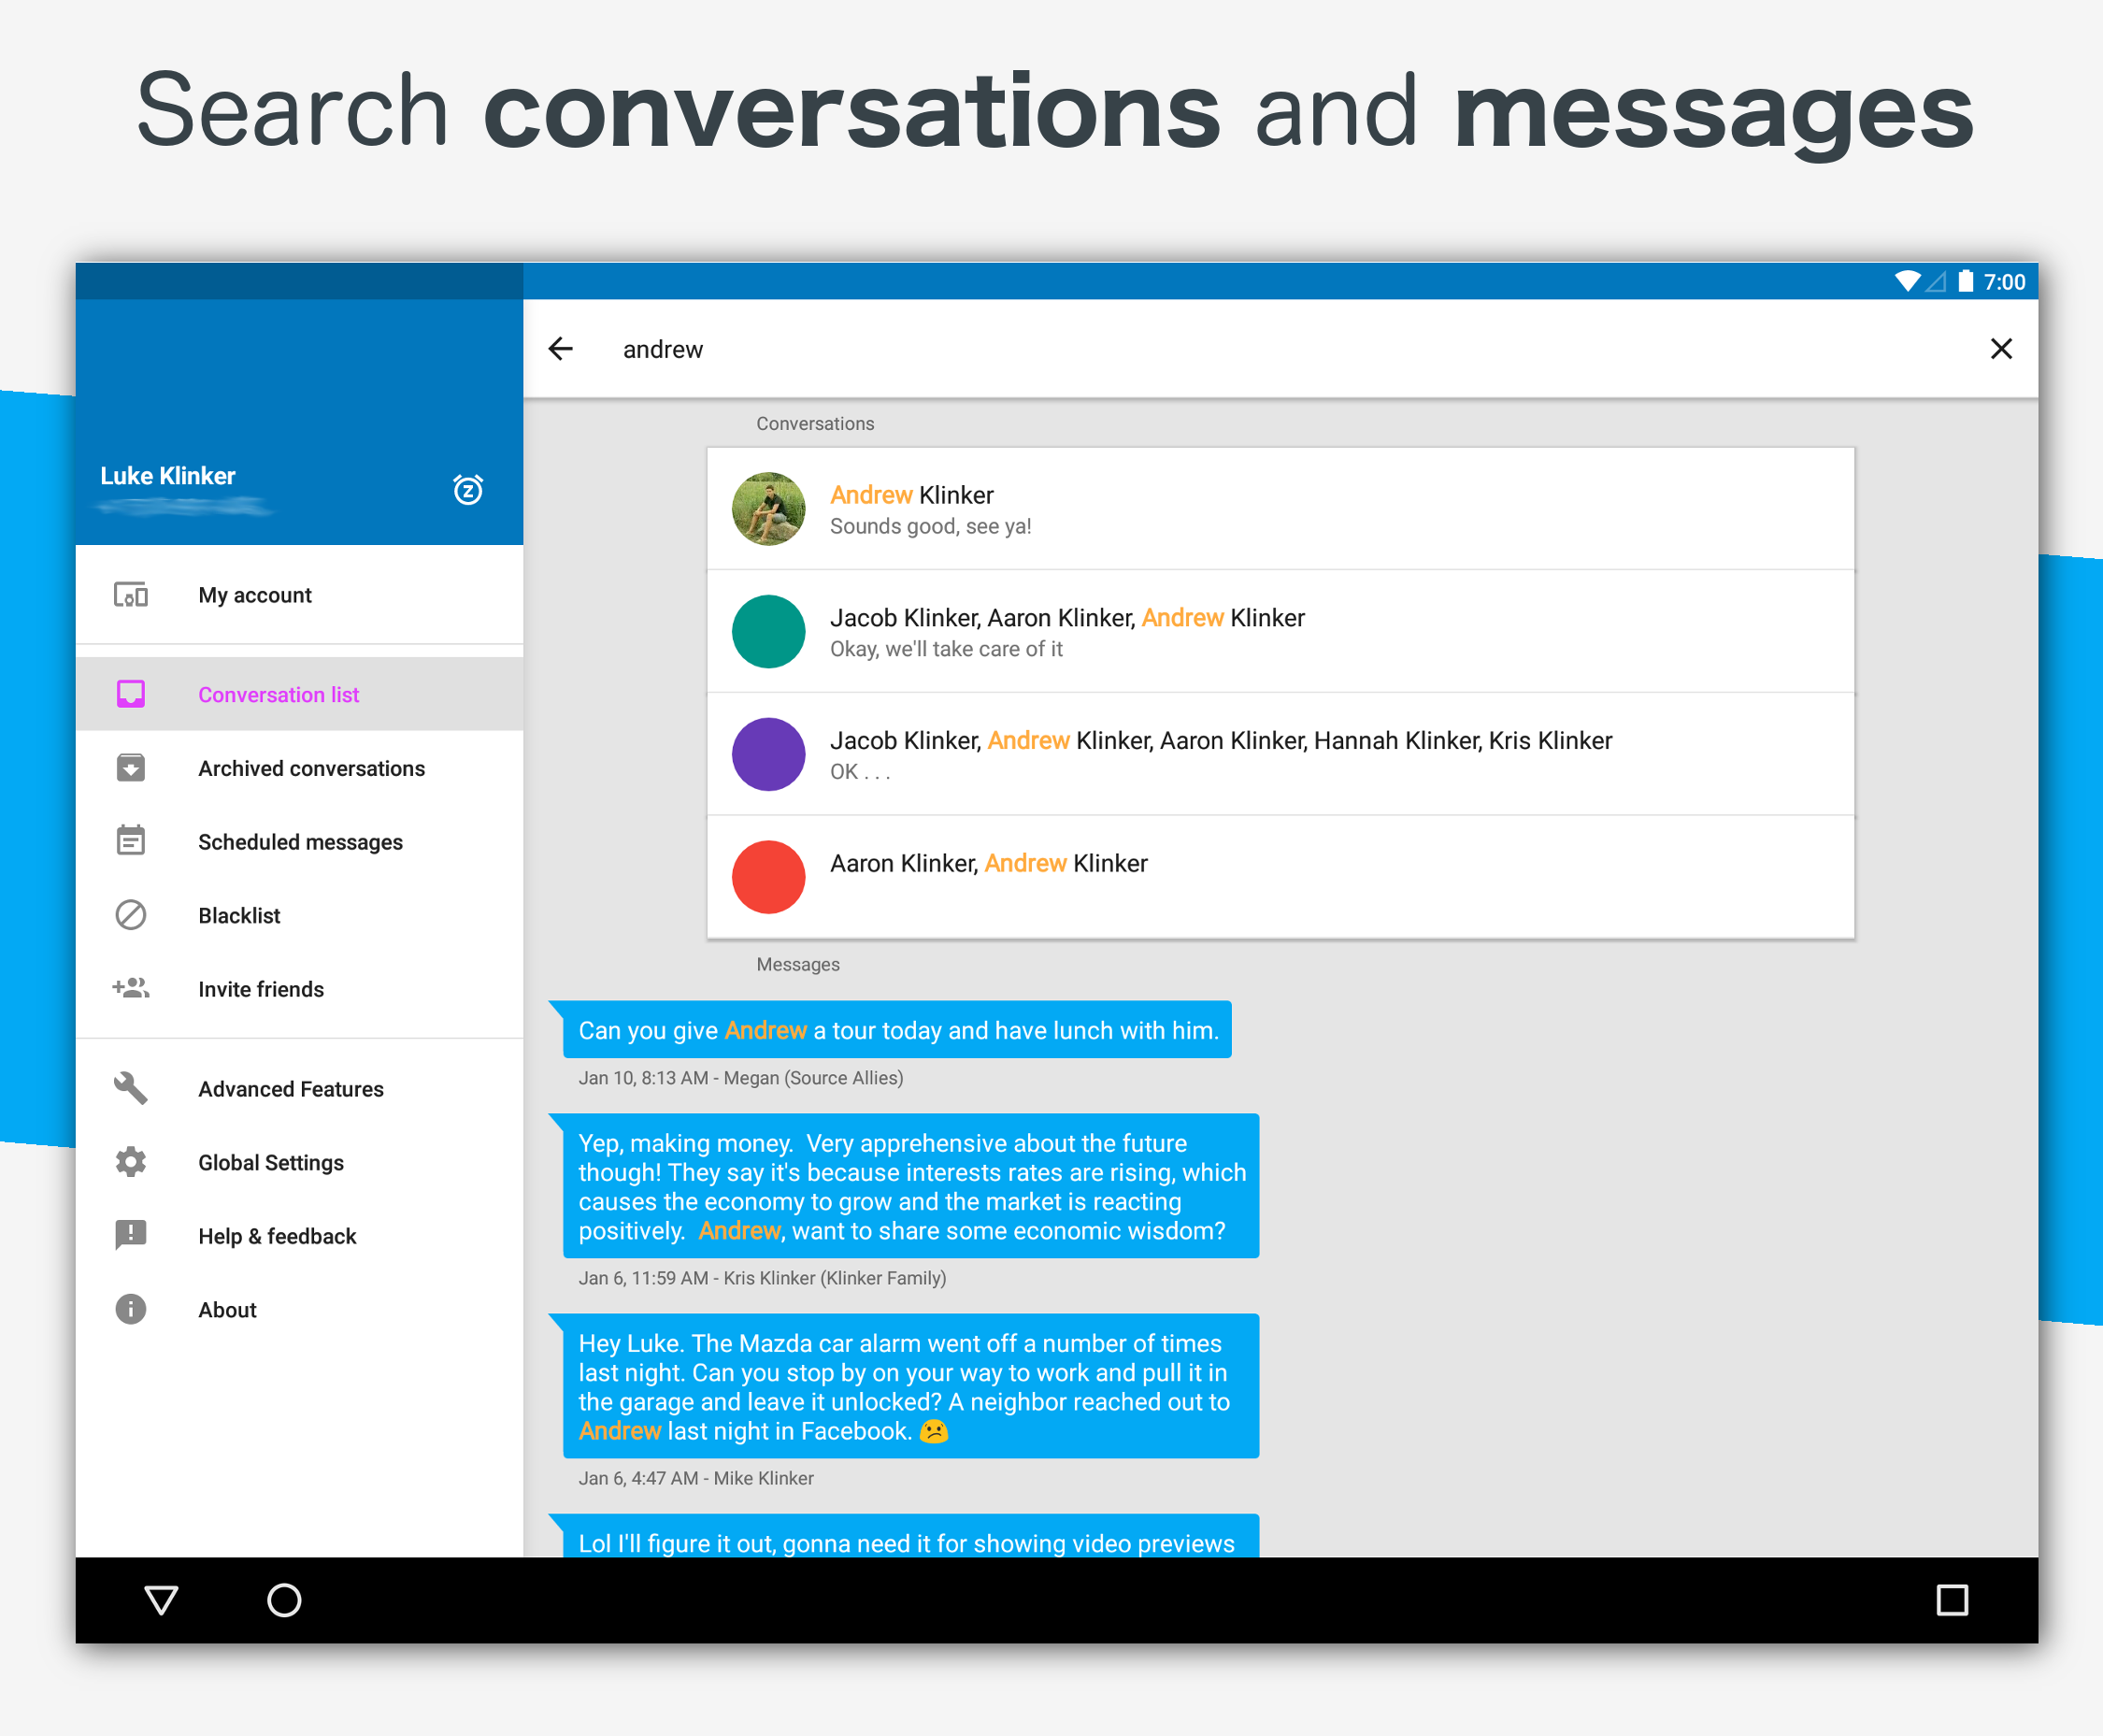 Search conversations and messages
7:00
andrew
Luke Klinker
My account
Conversation list
Archived conversations
Scheduled messages
Blacklist
Invite friends
Advanced Features
Global Settings
Help & feedback
About
Conversations
Andrew Klinker
Sounds good, see ya!
Jacob Klinker, Aaron Klinker, Andrew Klinker
Okay, we'll take care of it
Jacob Klinker, Andrew Klinker, Aaron Klinker, Hannah Klinker, Kris Klinker
OK . . .
Aaron Klinker, Andrew Klinker
Messages
Can you give Andrew a tour today and have lunch with him.
Jan 10, 8:13 AM - Megan (Source Allies)
Yep, making money.  Very apprehensive about the future
though! They say it's because interests rates are rising, which
causes the economy to grow and the market is reacting
positively.  Andrew, want to share some economic wisdom?
Jan 6, 11:59 AM - Kris Klinker (Klinker Family)
Hey Luke. The Mazda car alarm went off a number of times
last night. Can you stop by on your way to work and pull it in
the garage and leave it unlocked? A neighbor reached out to
Andrew last night in Facebook. 😕
Jan 6, 4:47 AM - Mike Klinker
Lol I'll figure it out, gonna need it for showing video previews